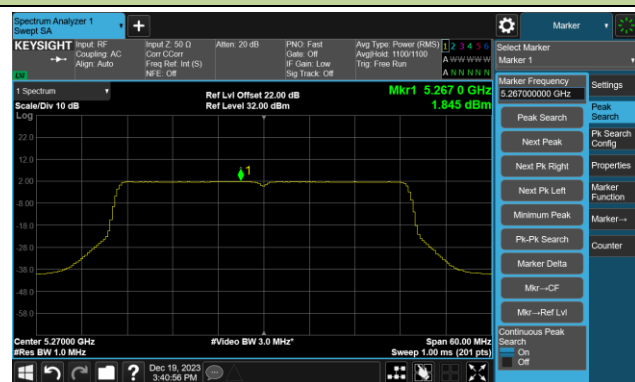 Spectrum Analyzer 1
Swept SA
Marker
KEYSIGHT
Input: RF
Coupling: AC
Align: Auto
Input Z: 50 Ω
Corr CCorr
Freq Ref: Int (S)
NFE: Off
Atten: 20 dB
PNO: Fast
Gate: Off
IF Gain: Low
Sig Track: Off
Avg Type: Power (RMS)
Avg|Hold: 1100/1100
Trig: Free Run
1 2 3 4 5 6
A W W W W W
A N N N N N
LW
Select Marker
Marker 1
Marker Frequency
5.267000000 GHz
Peak Search
Next Peak
Next Pk Right
Next Pk Left
Minimum Peak
Pk-Pk Search
Marker Delta
Mkr→CF
Mkr→Ref Lvl
Continuous Peak Search
On
Off
Settings
Peak Search
Pk Search Config
Properties
Marker Function
Marker→
Counter
1 Spectrum
Scale/Div 10 dB
Log
Ref Lvl Offset 22.00 dB
Ref Level 32.00 dBm
Mkr1 5.267 0 GHz
1.845 dBm
22.0
12.0
2.00
-8.00
-18.0
-28.0
-38.0
-48.0
-58.0
1
Center 5.27000 GHz
#Res BW 1.0 MHz
#Video BW 3.0 MHz*
Span 60.00 MHz
Sweep 1.00 ms (201 pts)
Dec 19, 2023
3:40:56 PM